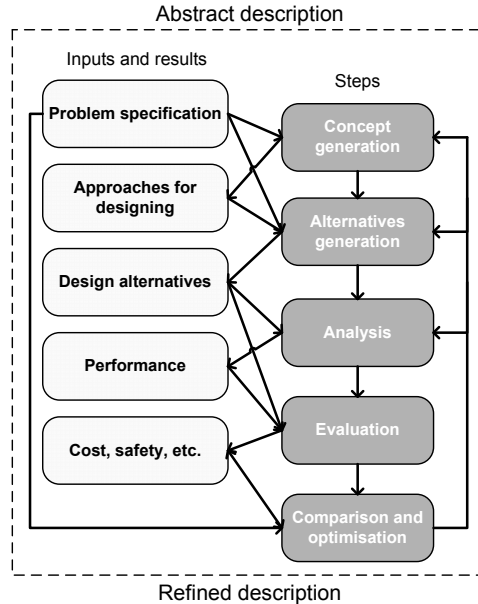 Abstract description
Inputs and results
Steps
Problem specification
Concept
generation
Approaches for
designing
Alternatives
generation
Design alternatives
Analysis
Performance
Evaluation
Cost, safety, etc.
Comparison and
optimisation
Refined description